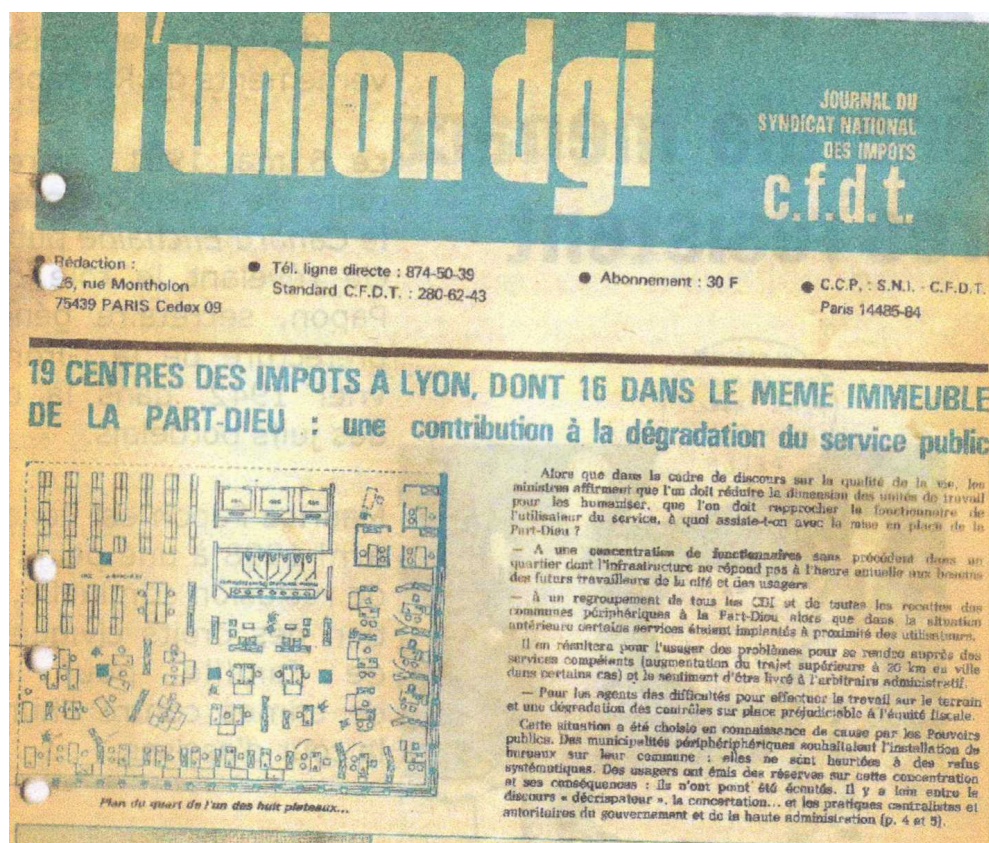 l'union dgi
JOURNAL DU
SYNDICAT NATIONAL
DES IMPOTS
c.f.d.t.
Rédaction :
26, rue Montholon
75439 PARIS Cedex 09
Tél. ligne directe : 874-50-39
Standard C.F.D.T. : 280-62-43
Abonnement : 30 F
C.C.P. : S.N.I. - C.F.D.T.
Paris 14485-84
19 CENTRES DES IMPOTS A LYON, DONT 16 DANS LE MEME IMMEUBLE
DE LA PART-DIEU : une contribution à la dégradation du service public
Plan du quart de l'un des huit plateaux...
Alors que dans le cadre de discours sur la qualité de la vie, les
ministres affirment que l'on doit réduire la dimension des unités de travail
pour les humaniser, que l'on doit rapprocher le fonctionnaire de
l'utilisateur du service, à quoi assiste-t-on avec la mise en place de la
Part-Dieu ?
— A une concentration de fonctionnaires sans précédent dans un
quartier dont l'infrastructure ne répond pas à l'heure actuelle aux besoins
des futurs travailleurs de la cité et des usagers.
— à un regroupement de tous les CDI et de toutes les recettes des
communes périphériques à la Part-Dieu alors que dans la situation
antérieure certains services étaient implantés à proximité des utilisateurs.
Il en résultera pour l'usager des problèmes pour se rendre auprès des
services compétents (augmentation du trajet supérieure à 20 km en ville
dans certains cas) et le sentiment d'être livré à l'arbitraire administratif.
— Pour les agents des difficultés pour effectuer le travail sur le terrain
et une dégradation des contrôles sur place préjudiciable à l'équité fiscale.
Cette situation a été choisie en connaissance de cause par les Pouvoirs
publics. Des municipalités périphériphériques souhaitaient l'installation de
bureaux sur leur commune : elles se sont heurtées à des refus
systématiques. Des usagers ont émis des réserves sur cette concentration
et ses conséquences : ils n'ont point été écoutés. Il y a loin entre le
discours « décrispateur », la concertation... et les pratiques centralistes et
autoritaires du gouvernement et de la haute administration (p. 4 et 5).